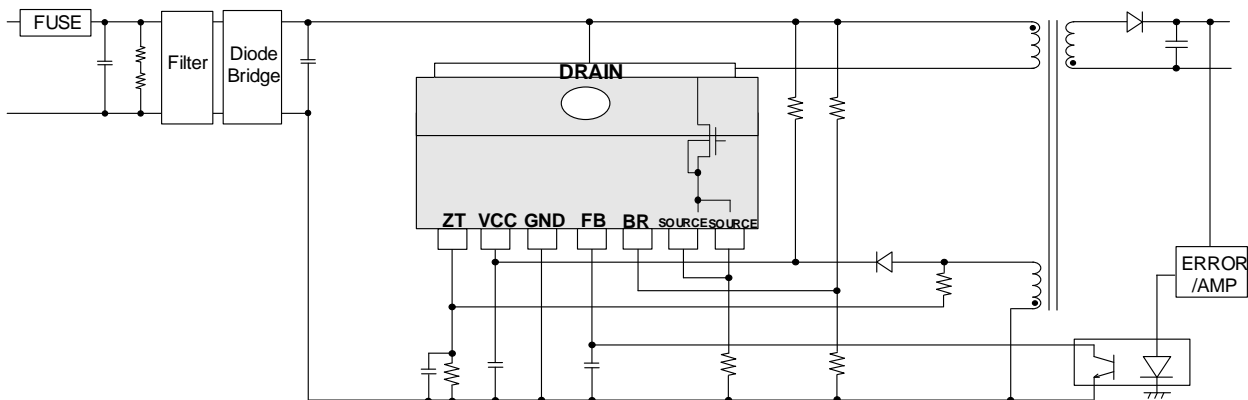 FUSE
Filter
Diode
Bridge
DRAIN
ZT VCC GND FB BR SOURCE SOURCE
ERROR
/AMP